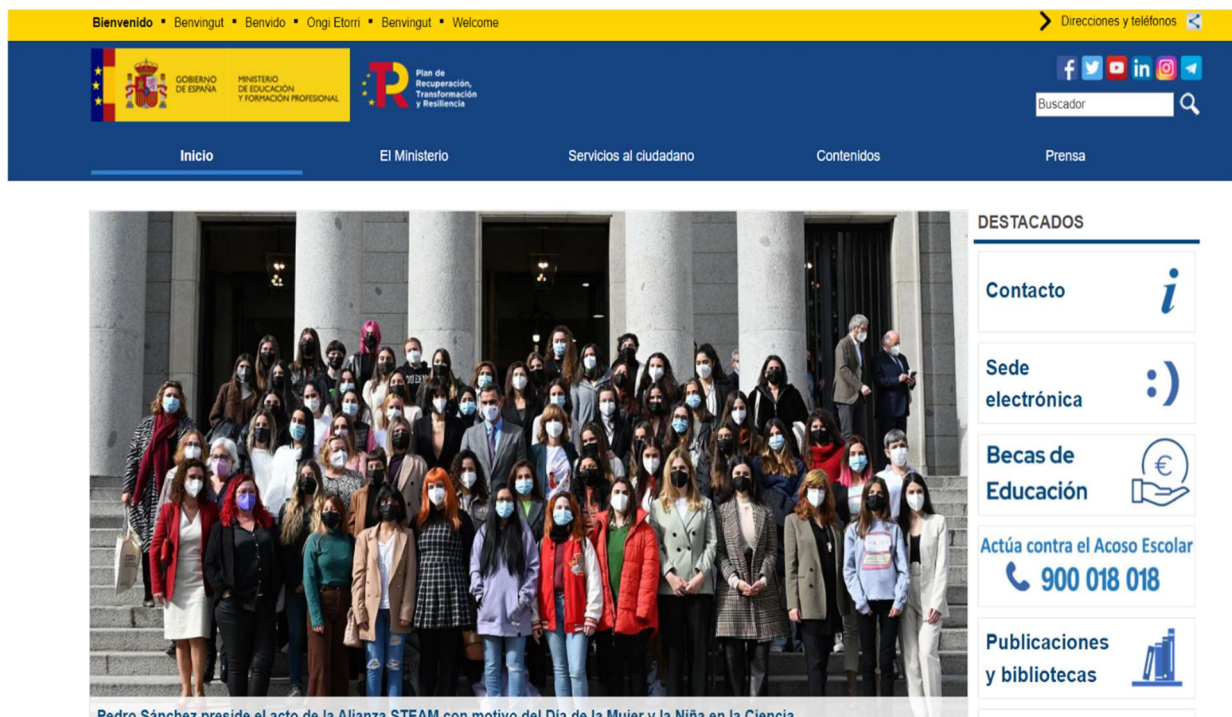 Bienvenido ▪ Benvingut ▪ Benvido ▪ Ongi Etorri ▪ Benvingut ▪ Welcome
Direcciones y teléfonos
GOBIERNO
DE ESPAÑA
MINISTERIO
DE EDUCACIÓN
Y FORMACIÓN PROFESIONAL
Plan de
Recuperación,
Transformación
y Resiliencia
Buscador
Inicio El Ministerio Servicios al ciudadano Contenidos Prensa
DESTACADOS
Contacto
Sede
electrónica
Becas de
Educación
Actúa contra el Acoso Escolar
900 018 018
Publicaciones
y bibliotecas
Pedro Sánchez preside el acto de la Alianza STEAM con motivo del Día de la Mujer y la Niña en la Ciencia